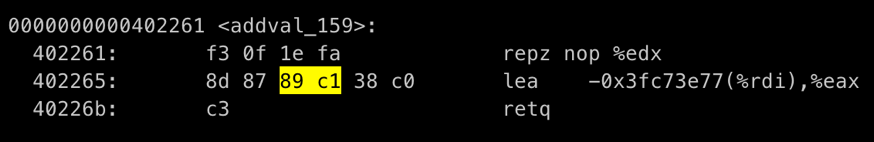 0000000000402261 <addval_159>:
402261: f3 0f 1e fa repz nop %edx
402265: 8d 87 89 c1 38 c0 lea -0x3fc73e77(%rdi),%eax
40226b: c3 retq